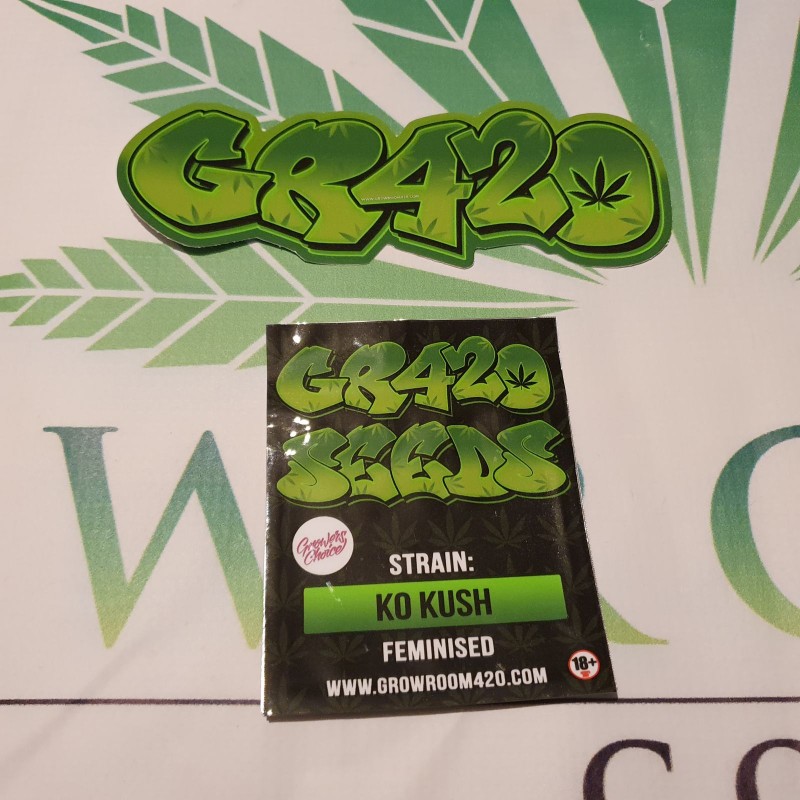 GR420
GR420
SEEDS
Growers
Choice
STRAIN:
KO KUSH
FEMINISED
18+
WWW.GROWROOM420.COM
W